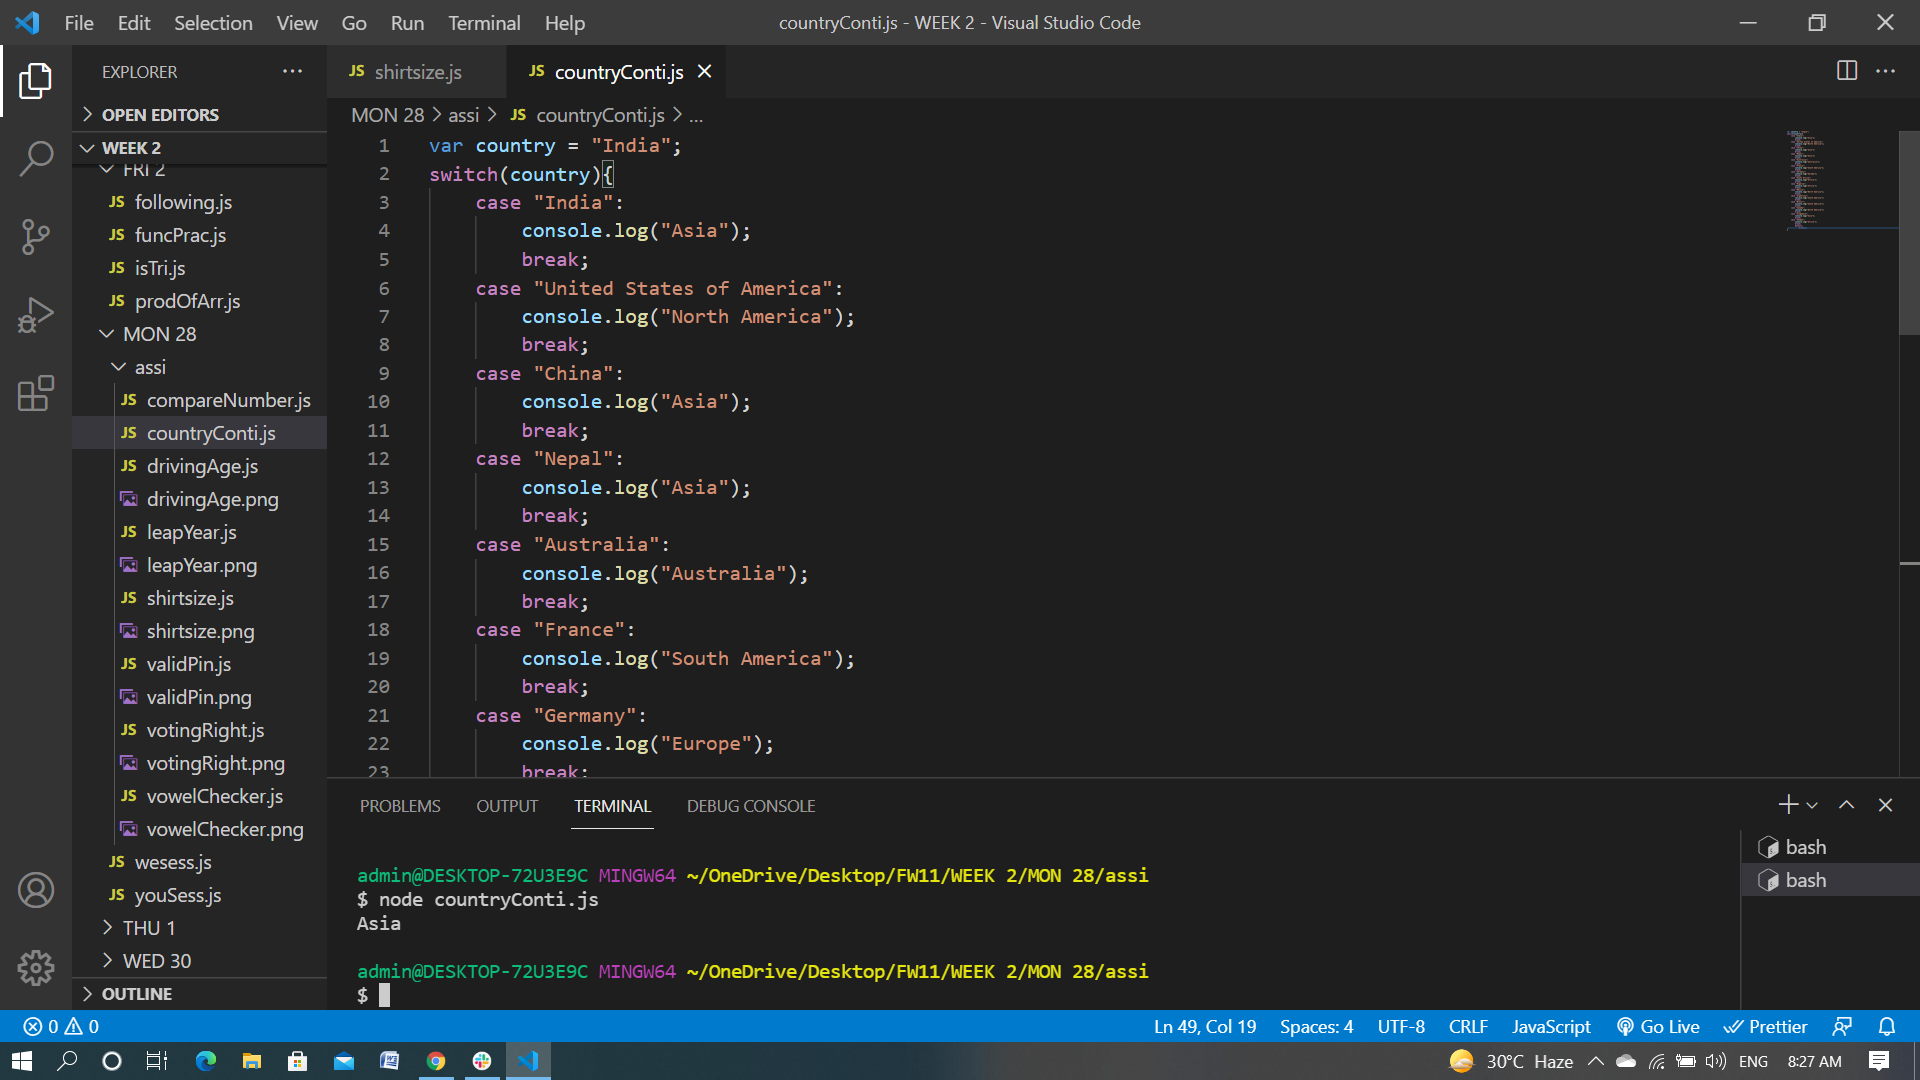 File Edit Selection View Go Run Terminal Help
countryConti.js - WEEK 2 - Visual Studio Code
EXPLORER
OPEN EDITORS
WEEK 2
FRI 2
JS following.js
JS funcPrac.js
JS isTri.js
JS prodOfArr.js
MON 28
assi
JS compareNumber.js
JS countryConti.js
JS drivingAge.js
drivingAge.png
JS leapYear.js
leapYear.png
JS shirtsize.js
shirtsize.png
JS validPin.js
validPin.png
JS votingRight.js
votingRight.png
JS vowelChecker.js
vowelChecker.png
JS wesess.js
JS youSess.js
THU 1
WED 30
OUTLINE
JS shirtsize.js
JS countryConti.js
MON 28 > assi > JS countryConti.js > ...
1 var country = "India";
2 switch(country){
3 case "India":
4 console.log("Asia");
5 break;
6 case "United States of America":
7 console.log("North America");
8 break;
9 case "China":
10 console.log("Asia");
11 break;
12 case "Nepal":
13 console.log("Asia");
14 break;
15 case "Australia":
16 console.log("Australia");
17 break;
18 case "France":
19 console.log("South America");
20 break;
21 case "Germany":
22 console.log("Europe");
23 break;
PROBLEMS OUTPUT TERMINAL DEBUG CONSOLE
admin@DESKTOP-72U3E9C MINGW64 ~/OneDrive/Desktop/FW11/WEEK 2/MON 28/assi
$ node countryConti.js
Asia
admin@DESKTOP-72U3E9C MINGW64 ~/OneDrive/Desktop/FW11/WEEK 2/MON 28/assi
$
bash
bash
0 0
Ln 49, Col 19 Spaces: 4 UTF-8 CRLF JavaScript Go Live Prettier
30°C Haze ENG 8:27 AM